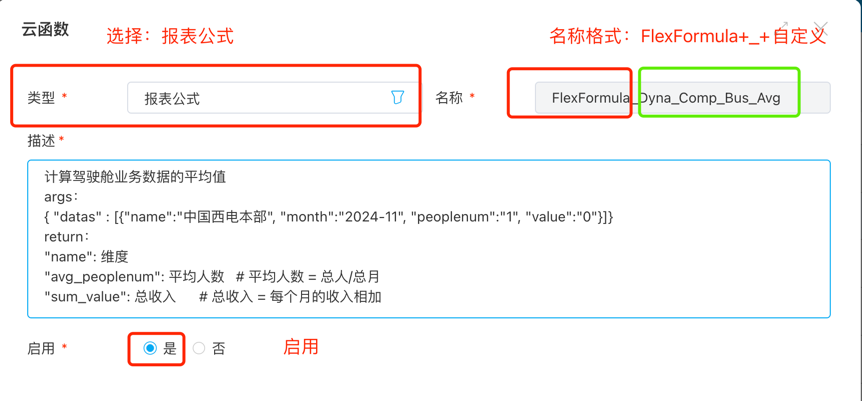 云函数
选择：报表公式
名称格式：FlexFormula+_+自定义
类型 *
报表公式
名称 *
FlexFormula_Dyna_Comp_Bus_Avg
描述 *
计算驾驶舱业务数据的平均值
args：
{ "datas" : [{"name":"中国西电本部", "month":"2024-11", "peoplenum":"1", "value":"0"}]}
return：
"name": 维度
"avg_peoplenum": 平均人数 # 平均人数 = 总人/总月
"sum_value": 总收入 # 总收入 = 每个月的收入相加
启用 *
是
否
启用